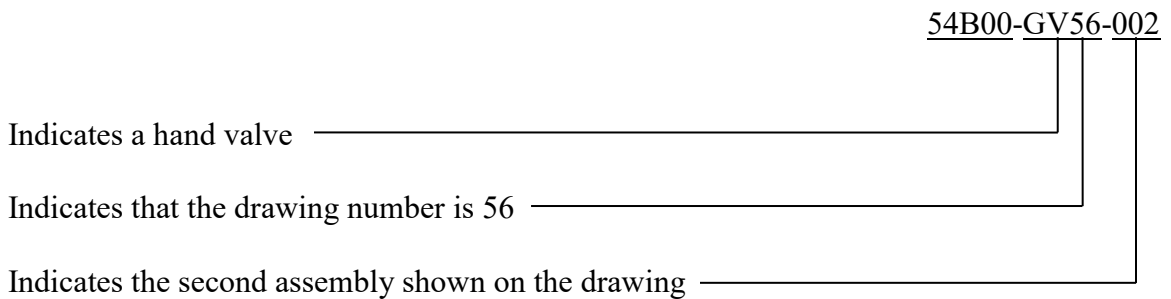 54B00-GV56-002
Indicates a hand valve
Indicates that the drawing number is 56
Indicates the second assembly shown on the drawing